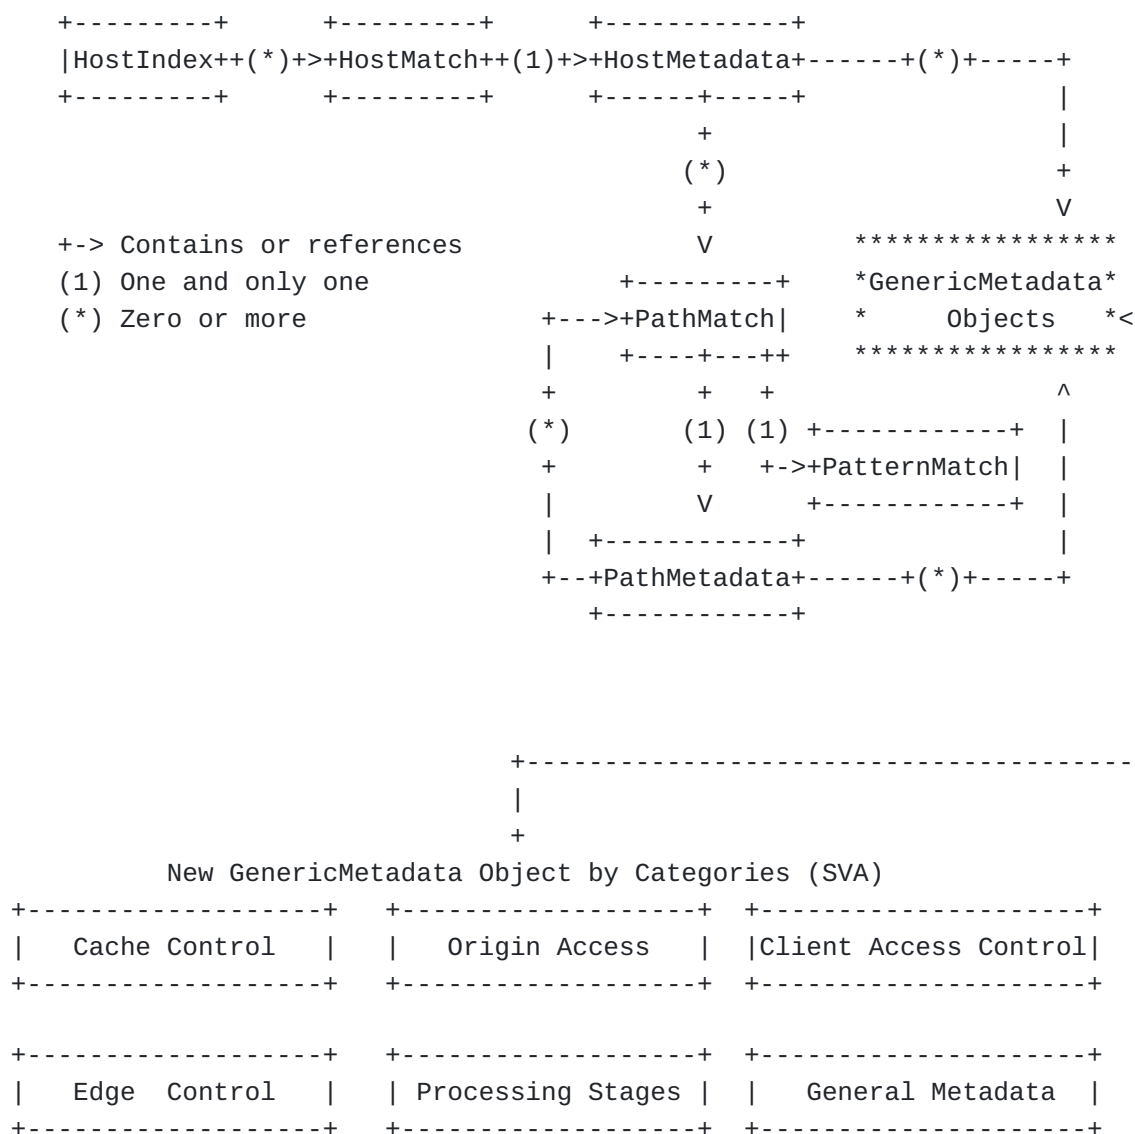 +---------+      +---------+      +------------+
|HostIndex++(*)+>+HostMatch++(1)+>+HostMetadata+------+(*)+-----+
+---------+      +---------+      +------+-----+                |
                                         +                      |
                                        (*)                     +
                                         +                      V
+-> Contains or references               V         *****************
(1) One and only one                +---------+    *GenericMetadata*
(*) Zero or more               +--->+PathMatch|    *     Objects   *<
                               |    +----+---++    *****************
                               +         +   +                  ^
                              (*)       (1) (1) +------------+  |
                               +         +   +->+PatternMatch|  |
                               |         V      +------------+  |
                               |  +------------+                |
                               +--+PathMetadata+------+(*)+-----+
                                  +------------+
+---------------------------------------
|
+
New GenericMetadata Object by Categories (SVA)
+-------------------+   +-------------------+  +---------------------+
|   Cache Control   |   |   Origin Access   |  |Client Access Control|
+-------------------+   +-------------------+  +---------------------+
+-------------------+   +-------------------+  +---------------------+
|   Edge  Control   |   | Processing Stages |  |   General Metadata  |
+-------------------+   +-------------------+  +---------------------+